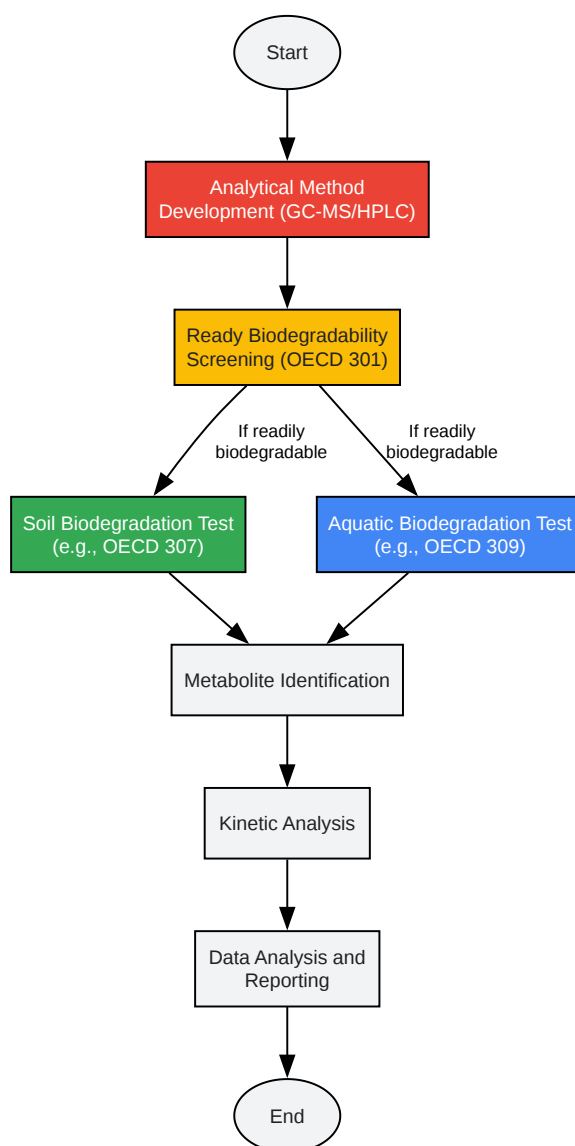 Start
Analytical Method
Development (GC-MS/HPLC)
Ready Biodegradability
Screening (OECD 301)
If readily
biodegradable
If readily
biodegradable
Soil Biodegradation Test
(e.g., OECD 307)
Aquatic Biodegradation Test
(e.g., OECD 309)
Metabolite Identification
Kinetic Analysis
Data Analysis and
Reporting
End